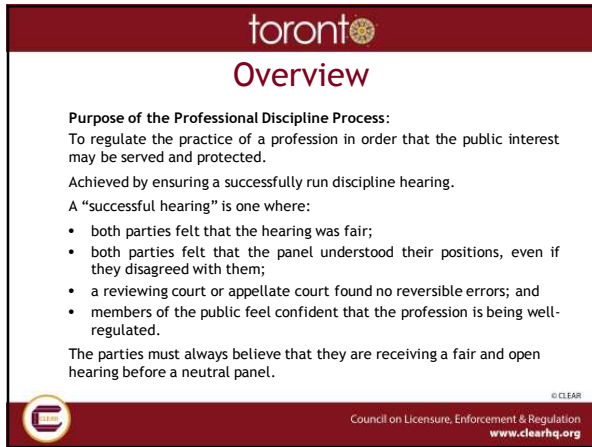 toronto
Overview
Purpose of the Professional Discipline Process:
To regulate the practice of a profession in order that the public interest
may be served and protected.
Achieved by ensuring a successfully run discipline hearing.
A “successful hearing” is one where:
• both parties felt that the hearing was fair;
• both parties felt that the panel understood their positions, even if
they disagreed with them;
• a reviewing court or appellate court found no reversible errors; and
• members of the public feel confident that the profession is being well-
regulated.
The parties must always believe that they are receiving a fair and open
hearing before a neutral panel.
© CLEAR
CLEAR
Council on Licensure, Enforcement & Regulation
www.clearhq.org